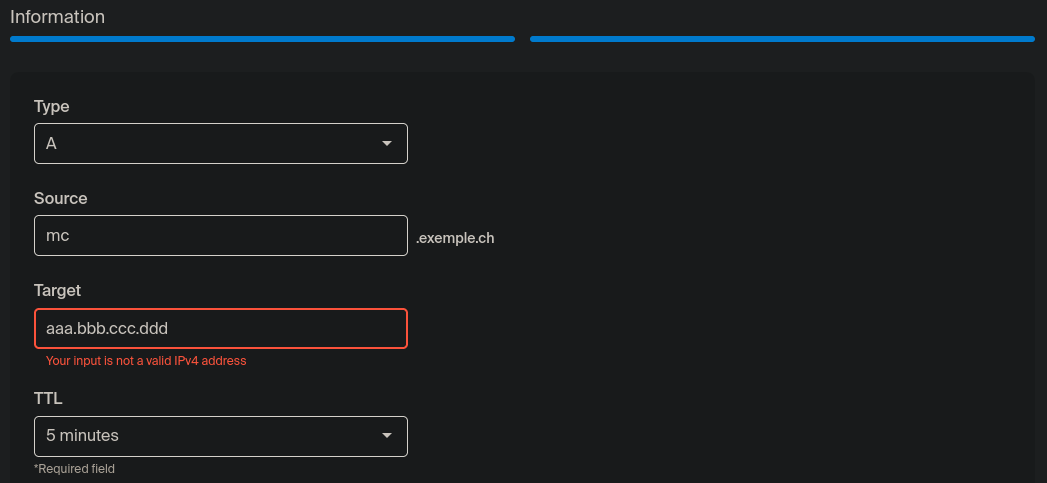 Information
Type
A
Source
mc
.exemple.ch
Target
aaa.bbb.ccc.ddd
Your input is not a valid IPv4 address
TTL
5 minutes
*Required field